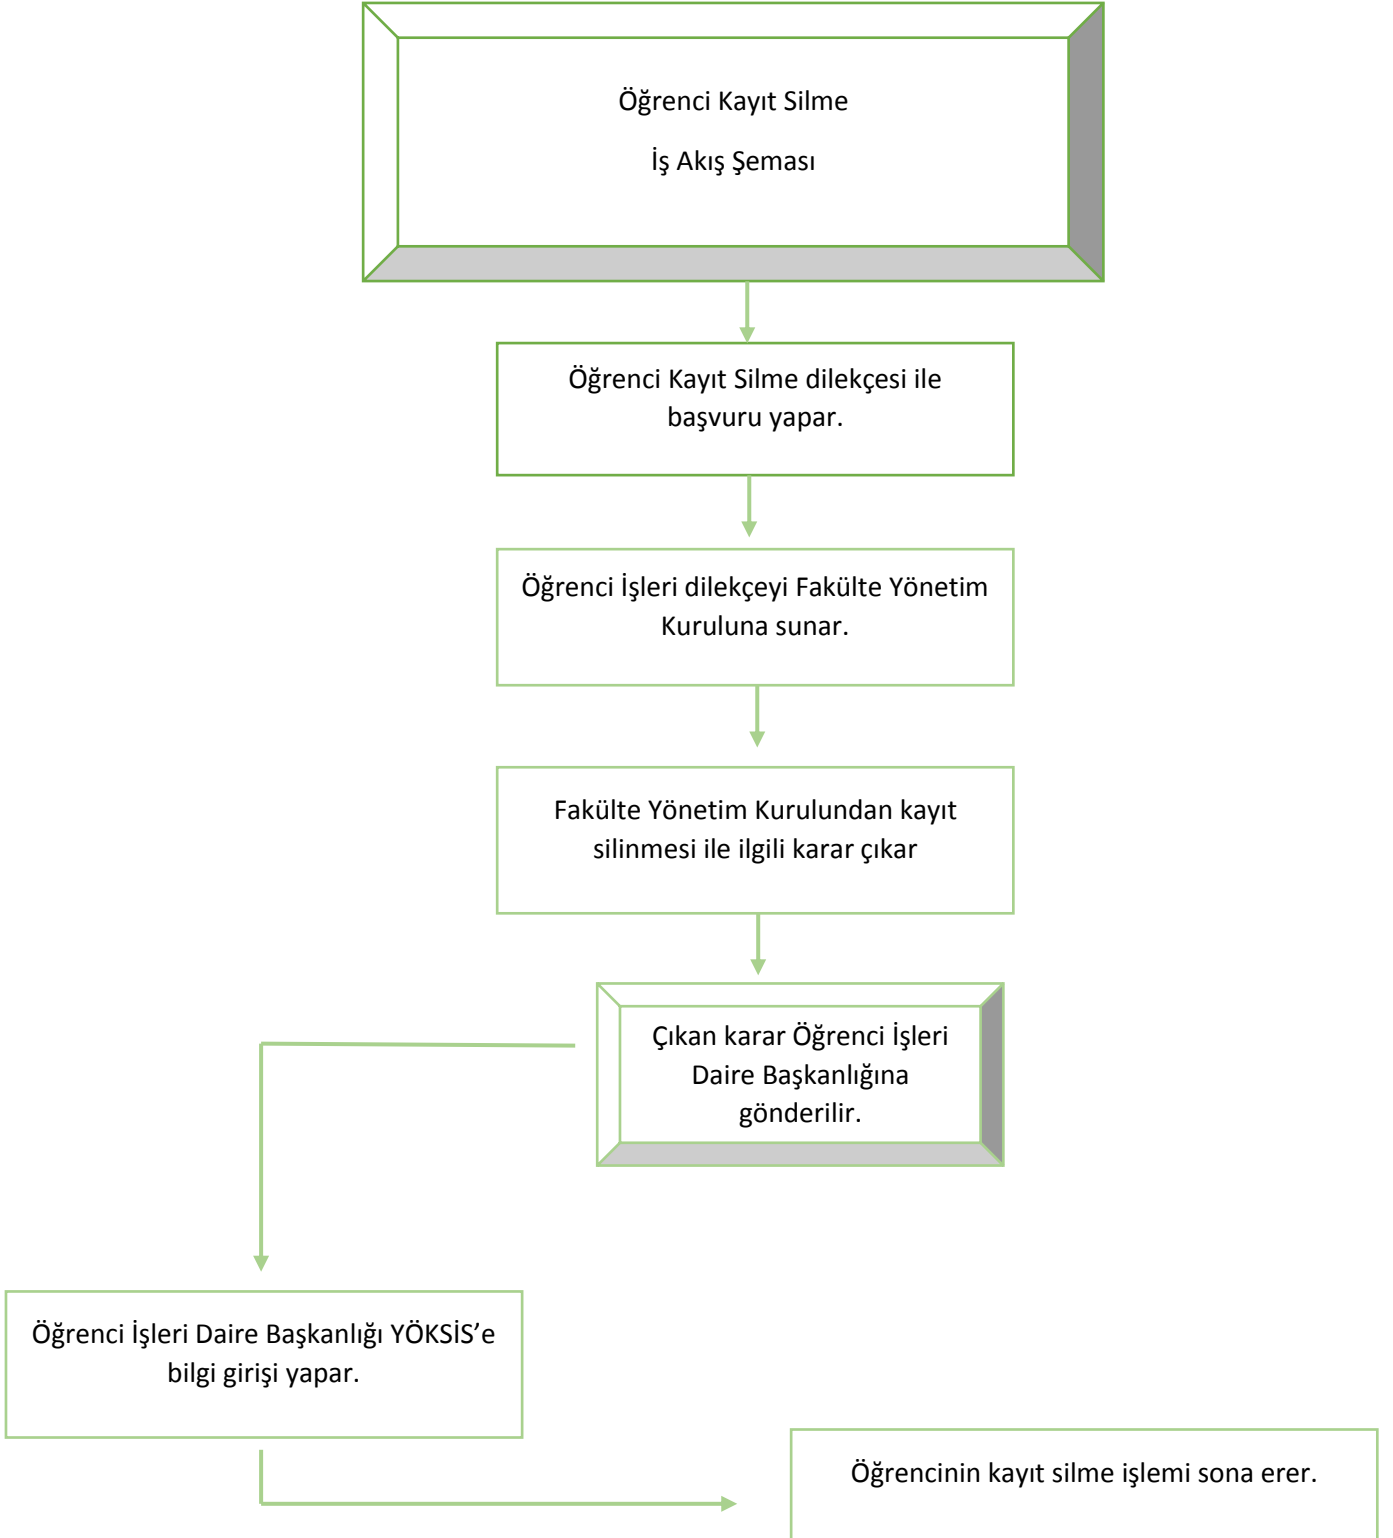 Öğrenci Kayıt Silme
İş Akış Şeması
Öğrenci Kayıt Silme dilekçesi ile
başvuru yapar.
Öğrenci İşleri dilekçeyi Fakülte Yönetim
Kuruluna sunar.
Fakülte Yönetim Kurulundan kayıt
silinmesi ile ilgili karar çıkar
Çıkan karar Öğrenci İşleri
Daire Başkanlığına
gönderilir.
Öğrenci İşleri Daire Başkanlığı YÖKSİS’e
bilgi girişi yapar.
Öğrencinin kayıt silme işlemi sona erer.